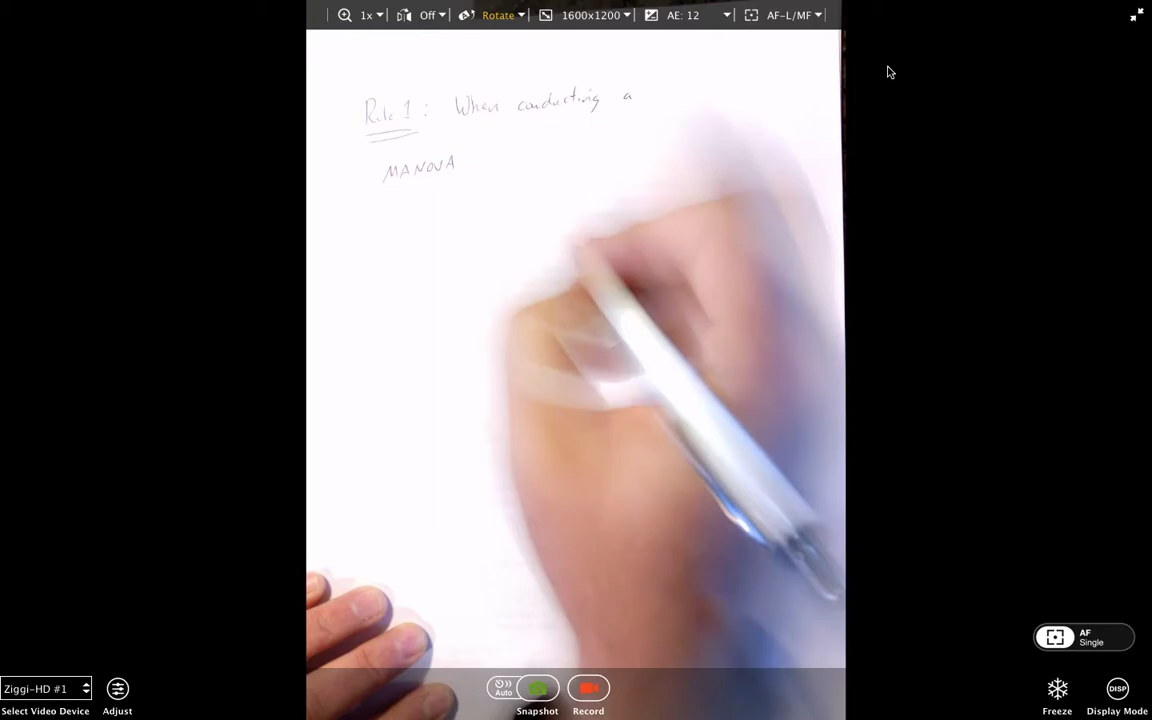 1x Off Rotate 1600x1200 AE: 12 AF-L/MF
Rule 1: When conducting a
MANOVA
AF
Single
Ziggi-HD #1
Auto
Select Video Device
Adjust
Snapshot
Record
Freeze
DISP
Display Mode